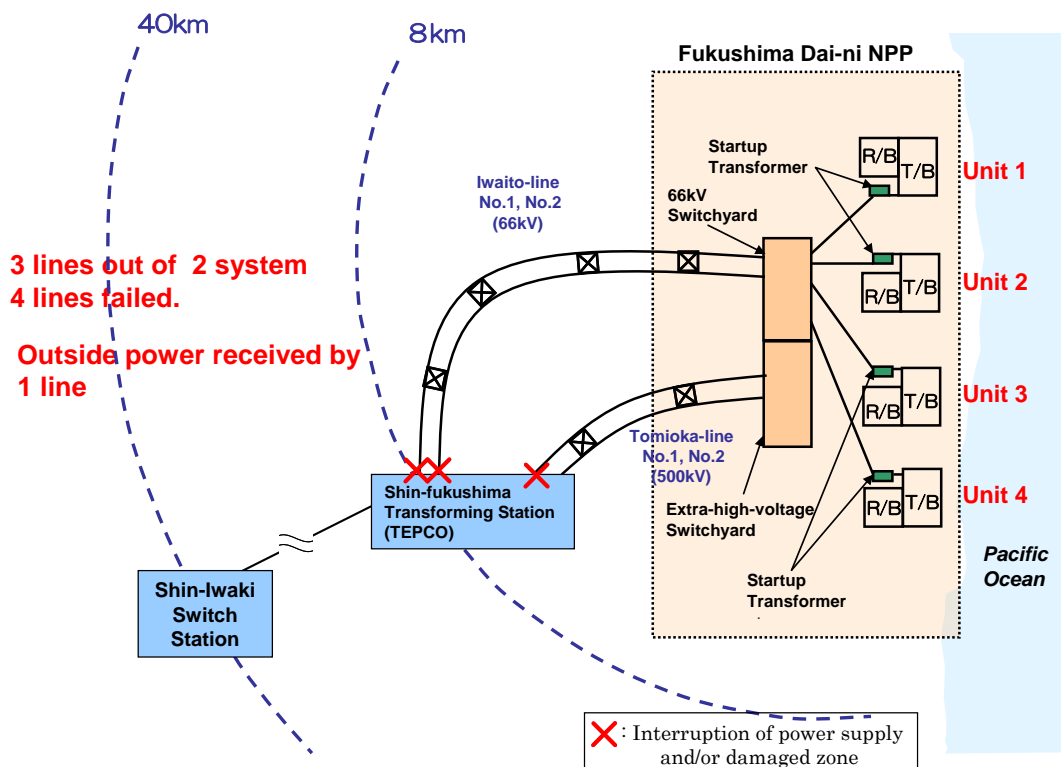 40km
8km
Fukushima Dai-ni NPP
Startup
Transformer
R/B
T/B
Unit 1
Iwaito-line
No.1, No.2
(66kV)
66kV
Switchyard
3 lines out of 2 system
4 lines failed.
R/B
T/B
Unit 2
Outside power received by
1 line
R/B
T/B
Unit 3
Tomioka-line
No.1, No.2
(500kV)
Shin-fukushima
Transforming Station
(TEPCO)
Extra-high-voltage
Switchyard
R/B
T/B
Unit 4
Pacific
Ocean
Startup
Transformer
Shin-Iwaki
Switch
Station
: Interruption of power supply
and/or damaged zone